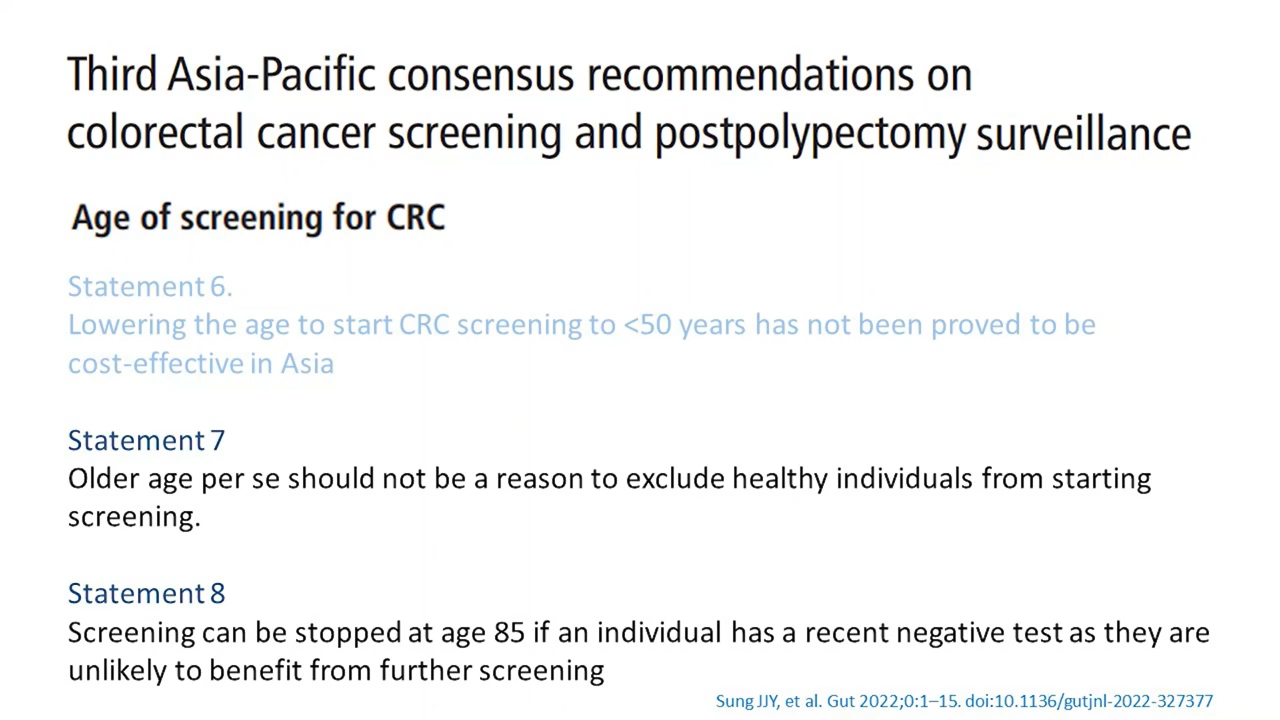 Third Asia-Pacific consensus recommendations on
colorectal cancer screening and postpolypectomy surveillance
Age of screening for CRC
Statement 6.
Lowering the age to start CRC screening to <50 years has not been proved to be
cost-effective in Asia
Statement 7
Older age per se should not be a reason to exclude healthy individuals from starting
screening.
Statement 8
Screening can be stopped at age 85 if an individual has a recent negative test as they are
unlikely to benefit from further screening
Sung JJY, et al. Gut 2022;0:1–15. doi:10.1136/gutjnl-2022-327377